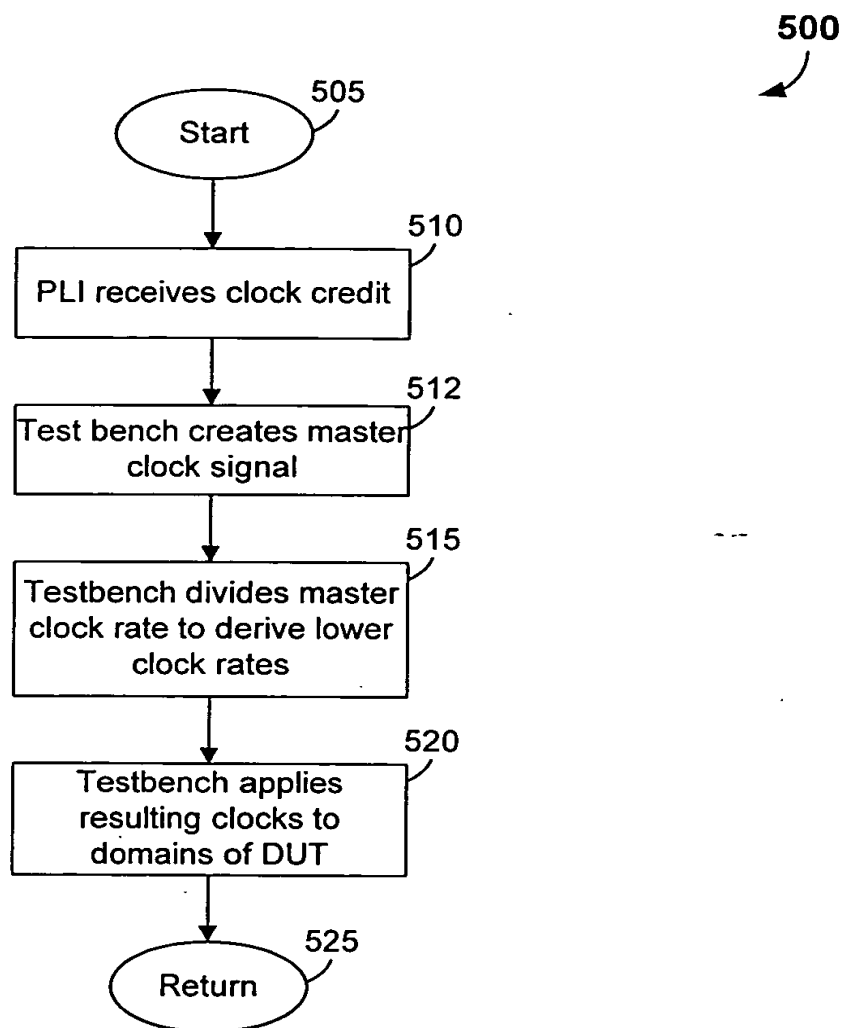 500
505
Start
510
PLI receives clock credit
512
Test bench creates master
clock signal
515
Testbench divides master
clock rate to derive lower
clock rates
520
Testbench applies
resulting clocks to
domains of DUT
525
Return